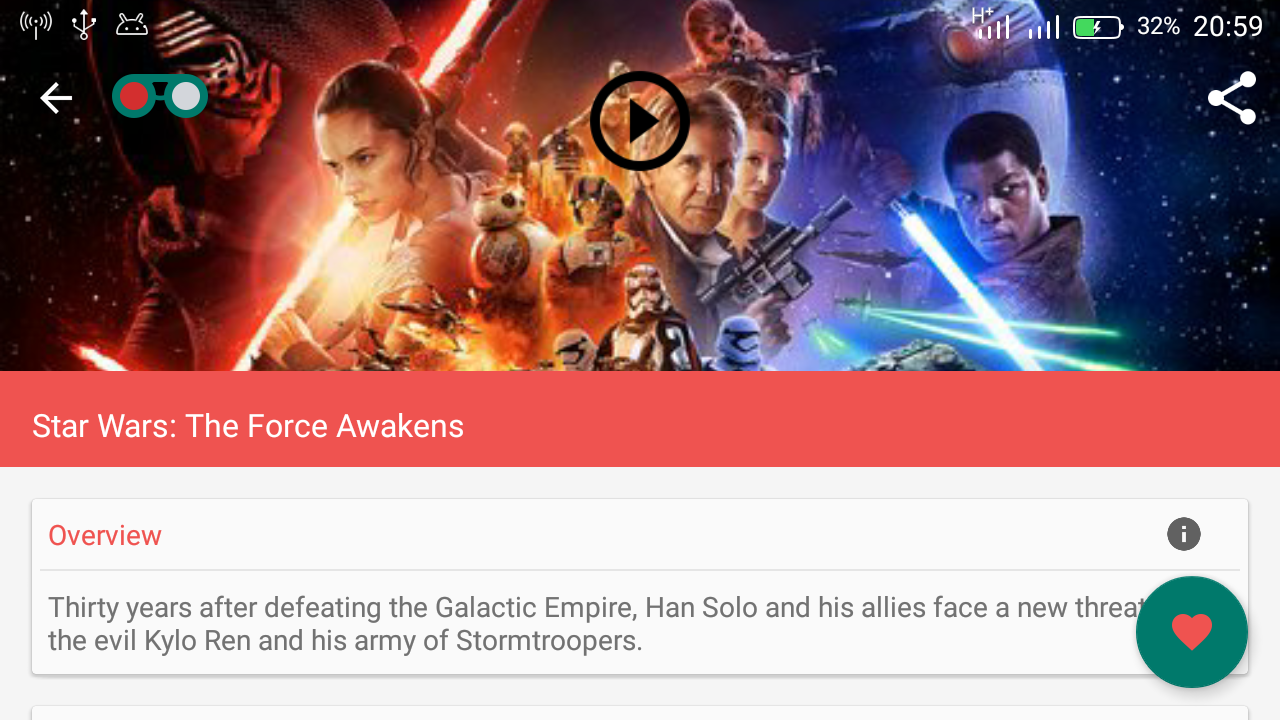 H+ 32% 20:59
Star Wars: The Force Awakens
Overview
Thirty years after defeating the Galactic Empire, Han Solo and his allies face a new threat
the evil Kylo Ren and his army of Stormtroopers.